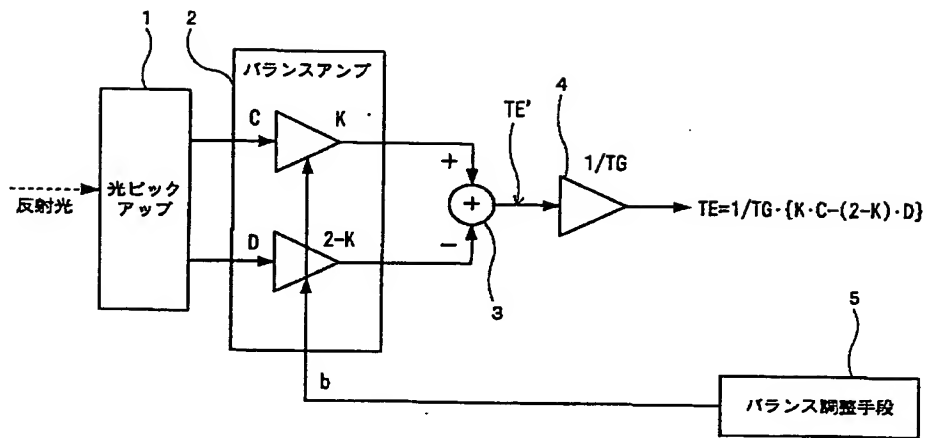 1
2
バランスアンプ
C
K
4
TE'
1/TG
反射光
光ピック
アップ
+
+
TE=1/TG·{K·C-(2-K)·D}
D
2-K
−
3
5
b
バランス調整手段